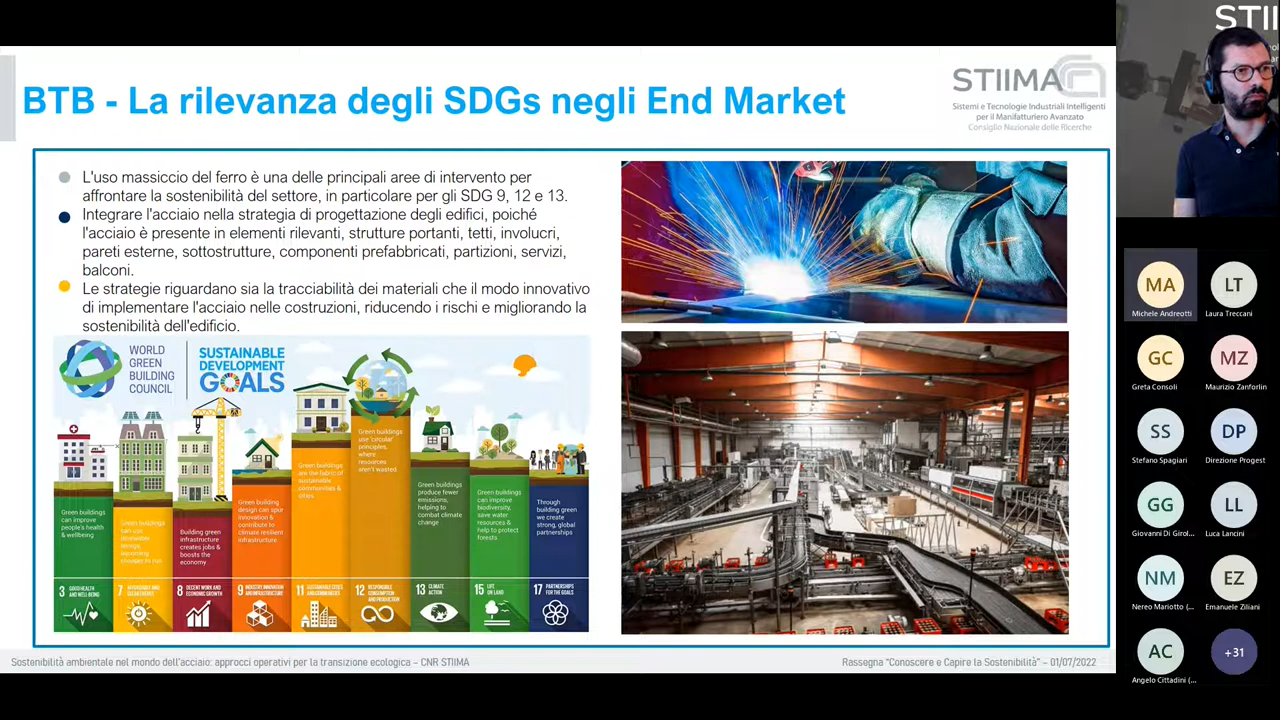 BTB - La rilevanza degli SDGs negli End Market
STIIMA
Sistemi e Tecnologie Industriali Intelligenti
per il Manifatturiero Avanzato
Consiglio Nazionale delle Ricerche
L'uso massiccio del ferro è una delle principali aree di intervento per
affrontare la sostenibilità del settore, in particolare per gli SDG 9, 12 e 13.
Integrare l'acciaio nella strategia di progettazione degli edifici, poiché
l'acciaio è presente in elementi rilevanti, strutture portanti, tetti, involucri,
pareti esterne, sottostrutture, componenti prefabbricati, partizioni, servizi,
balconi.
Le strategie riguardano sia la tracciabilità dei materiali che il modo innovativo
di implementare l'acciaio nelle costruzioni, riducendo i rischi e migliorando la
sostenibilità dell'edificio.
WORLD
GREEN
BUILDING
COUNCIL
SUSTAINABLE
DEVELOPMENT
GOALS
Green buildings
can improve
people's health
& wellbeing
Green buildings
can use
Building green
infrastructure
creates jobs &
boosts the
economy
Green building
design can spur
innovation &
contribute to
climate resilient
infrastructure
Green buildings
are the fabric of
sustainable
communities &
cities
Green buildings
use 'circular'
principles,
where
resources
aren't wasted
Green buildings
produce fewer
emissions,
helping to
combat climate
change
Green buildings
can improve
biodiversity,
save water
resources &
help to protect
forests
Through
building green
we create
strong, global
partnerships
3 GOOD HEALTH
AND WELL-BEING
7 AFFORDABLE AND
CLEAN ENERGY
8 DECENT WORK AND
ECONOMIC GROWTH
9 INDUSTRY, INNOVATION
AND INFRASTRUCTURE
11 SUSTAINABLE CITIES
AND COMMUNITIES
12 RESPONSIBLE
CONSUMPTION
AND PRODUCTION
13 CLIMATE
ACTION
15 LIFE
ON LAND
17 PARTNERSHIPS
FOR THE GOALS
Sostenibilità ambientale nel mondo dell'acciaio: approcci operativi per la transizione ecologica – CNR STIIMA
Rassegna "Conoscere e Capire la Sostenibilità" – 01/07/2022
STII
MA
Michele Andreotti
LT
Laura Treccani
GC
Greta Consoli
MZ
Maurizio Zanforlin
SS
Stefano Spagiari
DP
Direzione Progest
GG
Giovanni Di Girol...
LL
Luca Lancini
NM
Nereo Mariotto (...
EZ
Emanuele Ziliani
AC
Angelo Cittadini (...
+31